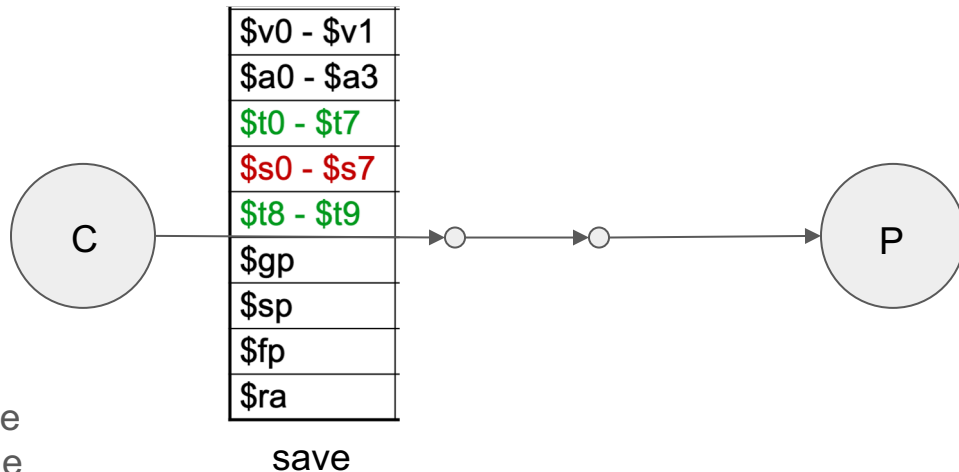 $v0 - $v1
$a0 - $a3
$t0 - $t7
$s0 - $s7
$t8 - $t9
C
P
$gp
$sp
$fp
$ra
e
e
save